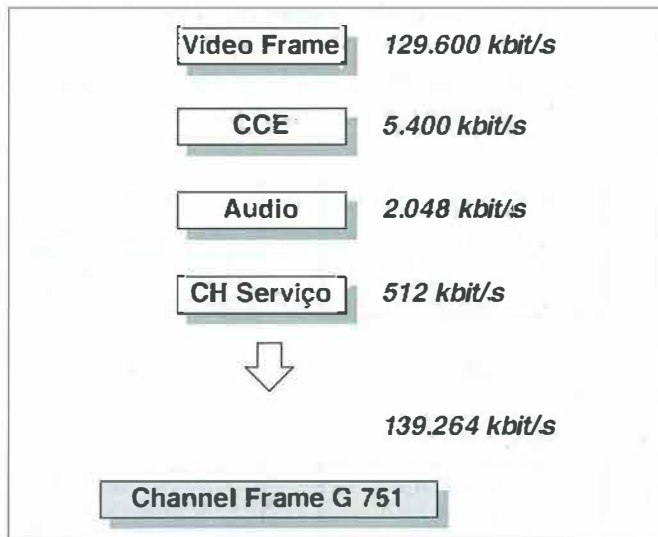 Video Frame 129.600 kbit/s
CCE 5.400 kbit/s
Audio 2.048 kbit/s
CH Serviço 512 kbit/s
139.264 kbit/s
Channel Frame G 751